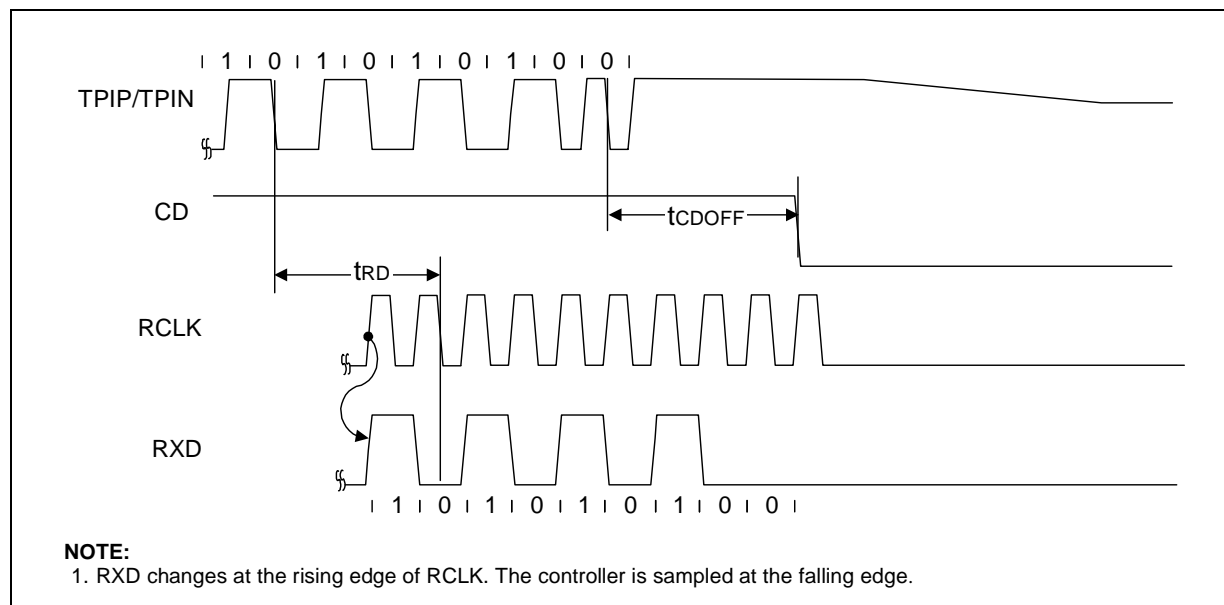 1 0 1 0 1 0 1 0 0
TPIP/TPIN
CD
tCDOFF
tRD
RCLK
RXD
1 0 1 0 1 0 1 0 0
NOTE:
1. RXD changes at the rising edge of RCLK. The controller is sampled at the falling edge.